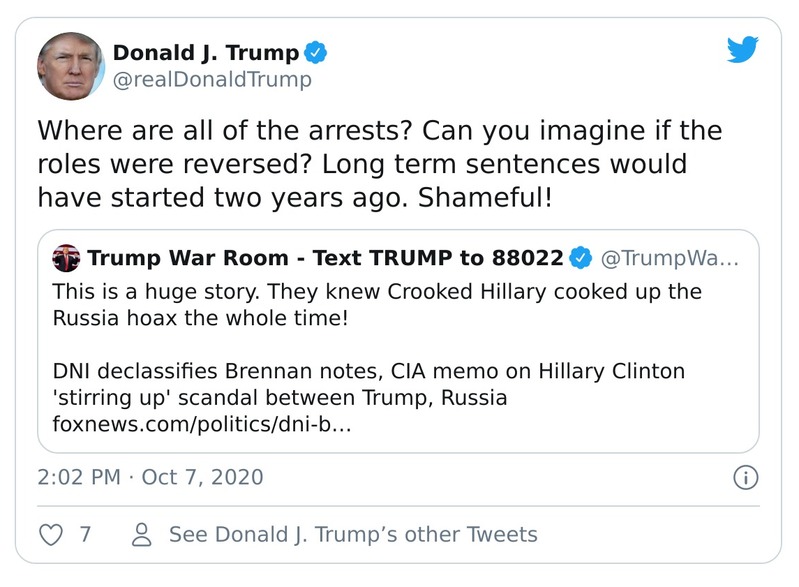 Donald J. Trump
@realDonaldTrump
Where are all of the arrests? Can you imagine if the
roles were reversed? Long term sentences would
have started two years ago. Shameful!
Trump War Room - Text TRUMP to 88022 @TrumpWa…
This is a huge story. They knew Crooked Hillary cooked up the
Russia hoax the whole time!
DNI declassifies Brennan notes, CIA memo on Hillary Clinton
'stirring up' scandal between Trump, Russia
foxnews.com/politics/dni-b…
2:02 PM · Oct 7, 2020
7 See Donald J. Trump’s other Tweets